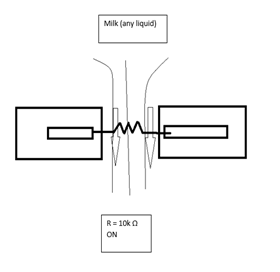 Milk (any liquid)
R = 10k Ω
ON